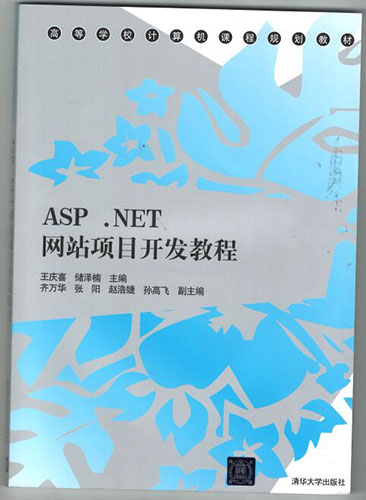 高等学校计算机课程规划教材
ASP .NET
网站项目开发教程
王庆喜 储泽楠 主编
齐万华 张阳 赵浩婕 孙高飞 副主编
清华大学出版社